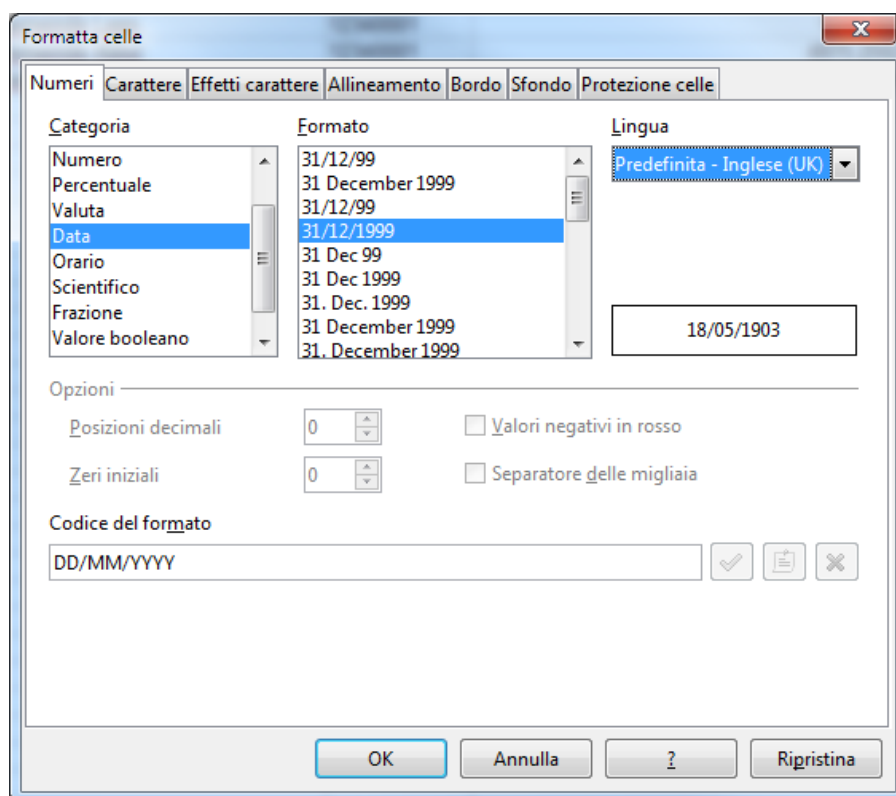 Formatta celle
Numeri Carattere Effetti carattere Allineamento Bordo Sfondo Protezione celle
Categoria
Numero
Percentuale
Valuta
Data
Orario
Scientifico
Frazione
Valore booleano
Formato
31/12/99
31 December 1999
31/12/99
31/12/1999
31 Dec 99
31 Dec 1999
31. Dec. 1999
31 December 1999
31. December 1999
Lingua
Predefinita - Inglese (UK)
18/05/1903
Opzioni
Posizioni decimali 0 Valori negativi in rosso
Zeri iniziali 0 Separatore delle migliaia
Codice del formato
DD/MM/YYYY
OK Annulla ? Ripristina